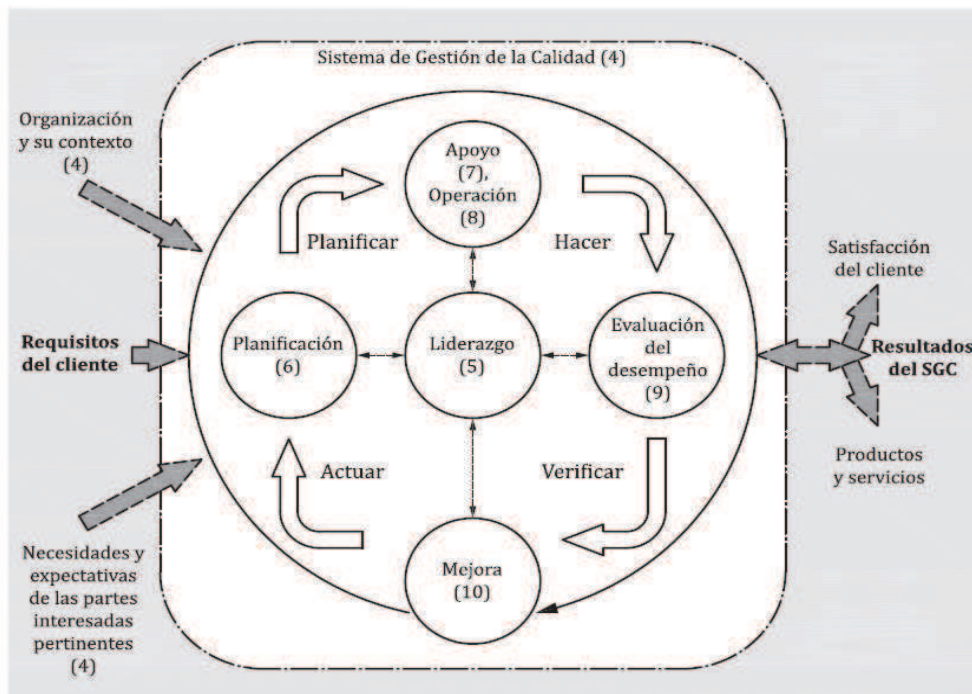 Sistema de Gestión de la Calidad (4)
Organización
y su contexto
(4)
Apoyo
(7),
Operación
(8)
Planificar
Hacer
Satisfacción
del cliente
Requisitos
del cliente
Planificación
(6)
Liderazgo
(5)
Evaluación
del
desempeño
(9)
Resultados
del SGC
Actuar
Verificar
Productos
y servicios
Necesidades y
expectativas
de las partes
interesadas
pertinentes
(4)
Mejora
(10)